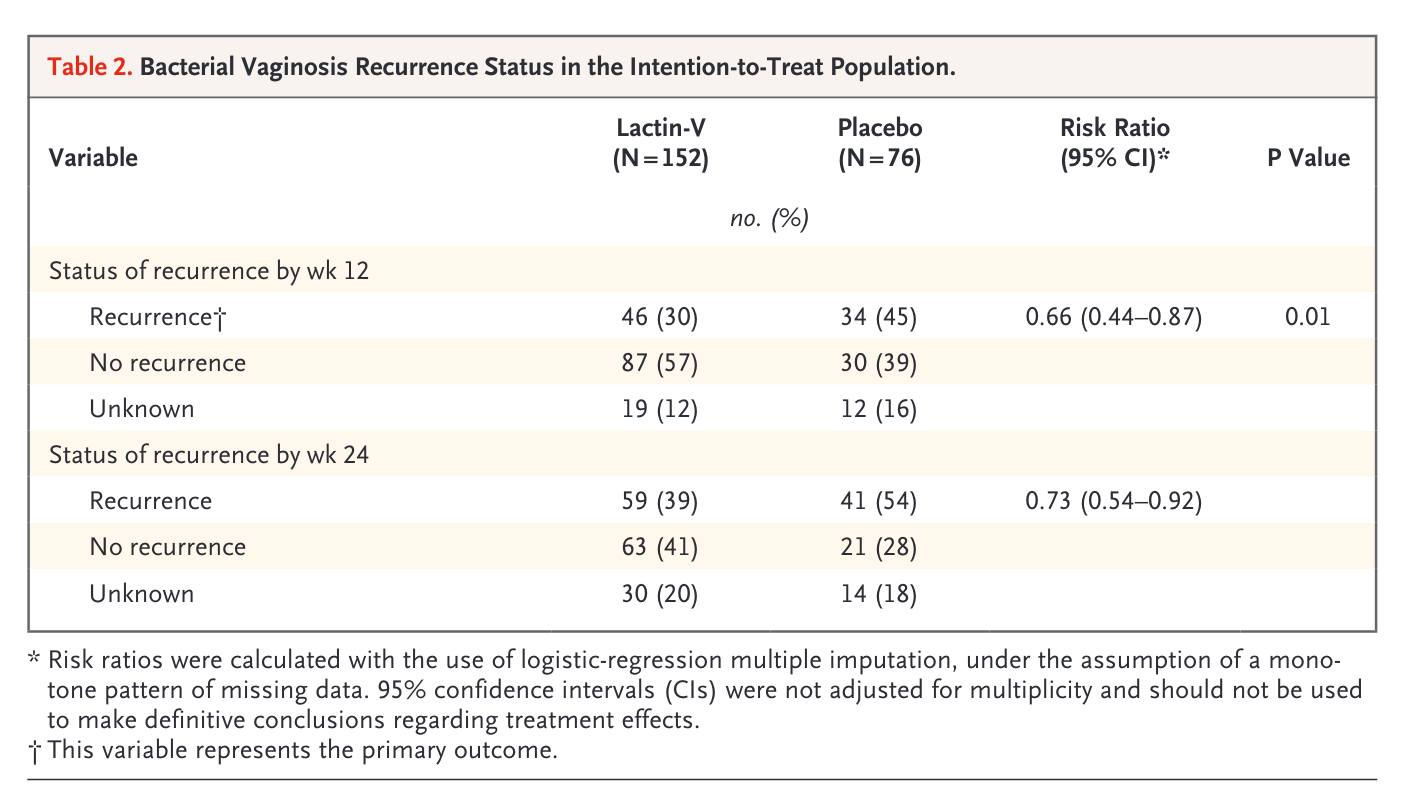 Table 2. Bacterial Vaginosis Recurrence Status in the Intention-to-Treat Population.
Variable Lactin-V (N=152) Placebo (N=76) Risk Ratio (95% CI)* P Value
no. (%)
Status of recurrence by wk 12
Recurrence† 46 (30) 34 (45) 0.66 (0.44–0.87) 0.01
No recurrence 87 (57) 30 (39)
Unknown 19 (12) 12 (16)
Status of recurrence by wk 24
Recurrence 59 (39) 41 (54) 0.73 (0.54–0.92)
No recurrence 63 (41) 21 (28)
Unknown 30 (20) 14 (18)
* Risk ratios were calculated with the use of logistic-regression multiple imputation, under the assumption of a mono-
tone pattern of missing data. 95% confidence intervals (CIs) were not adjusted for multiplicity and should not be used
to make definitive conclusions regarding treatment effects.
† This variable represents the primary outcome.